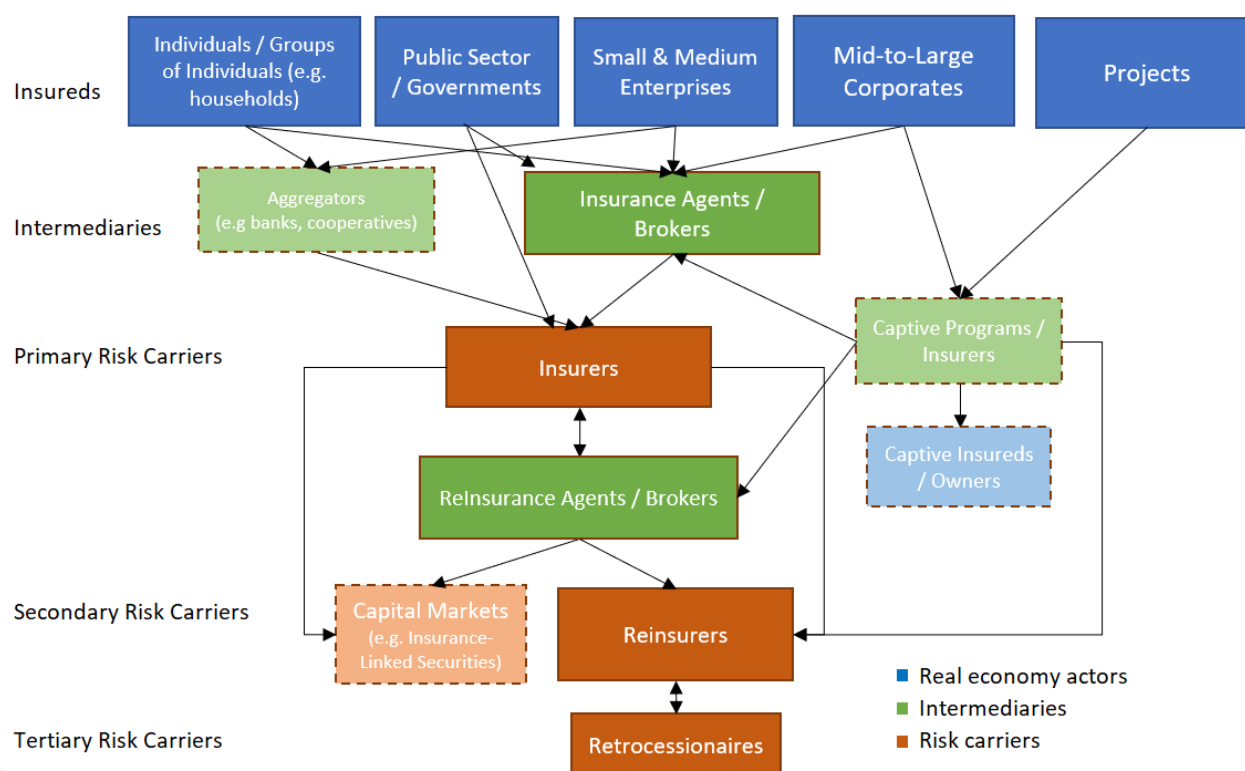 Insureds
Individuals / Groups
of Individuals (e.g.
households)
Public Sector
/ Governments
Small & Medium
Enterprises
Mid-to-Large
Corporates
Projects
Intermediaries
Aggregators
(e.g banks, cooperatives)
Insurance Agents /
Brokers
Primary Risk Carriers
Insurers
Captive Programs /
Insurers
Captive Insureds
/ Owners
ReInsurance Agents / Brokers
Secondary Risk Carriers
Capital Markets
(e.g. Insurance-
Linked Securities)
Reinsurers
Tertiary Risk Carriers
Retrocessionaires
Real economy actors
Intermediaries
Risk carriers